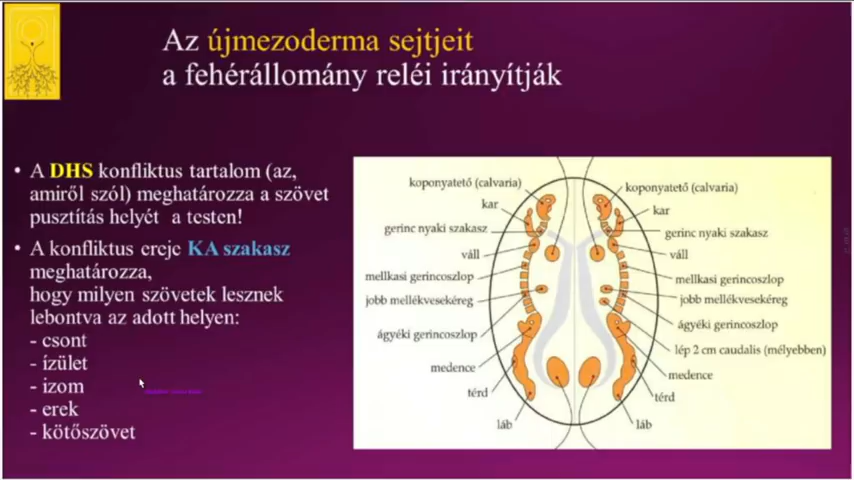 Az újmezoderma sejtjeit
a fehérállomány reléi irányítják
• A DHS konfliktus tartalom (az,
amiről szól) meghatározza a szövet
pusztítás helyét a testen!
• A konfliktus ereje KA szakasz
meghatározza,
hogy milyen szövetek lesznek
lebontva az adott helyen:
- csont
- ízület
- izom
- erek
- kötőszövet
koponyatető (calvaria)
kar
gerinc nyaki szakasz
váll
mellkasi gerincoszlop
jobb mellékvesekéreg
ágyéki gerincoszlop
medence
térd
láb
koponyatető (calvaria)
kar
gerinc nyaki szakasz
váll
mellkasi gerincoszlop
jobb mellékvesekéreg
ágyéki gerincoszlop
lép 2 cm caudalis (mélyebben)
medence
térd
láb